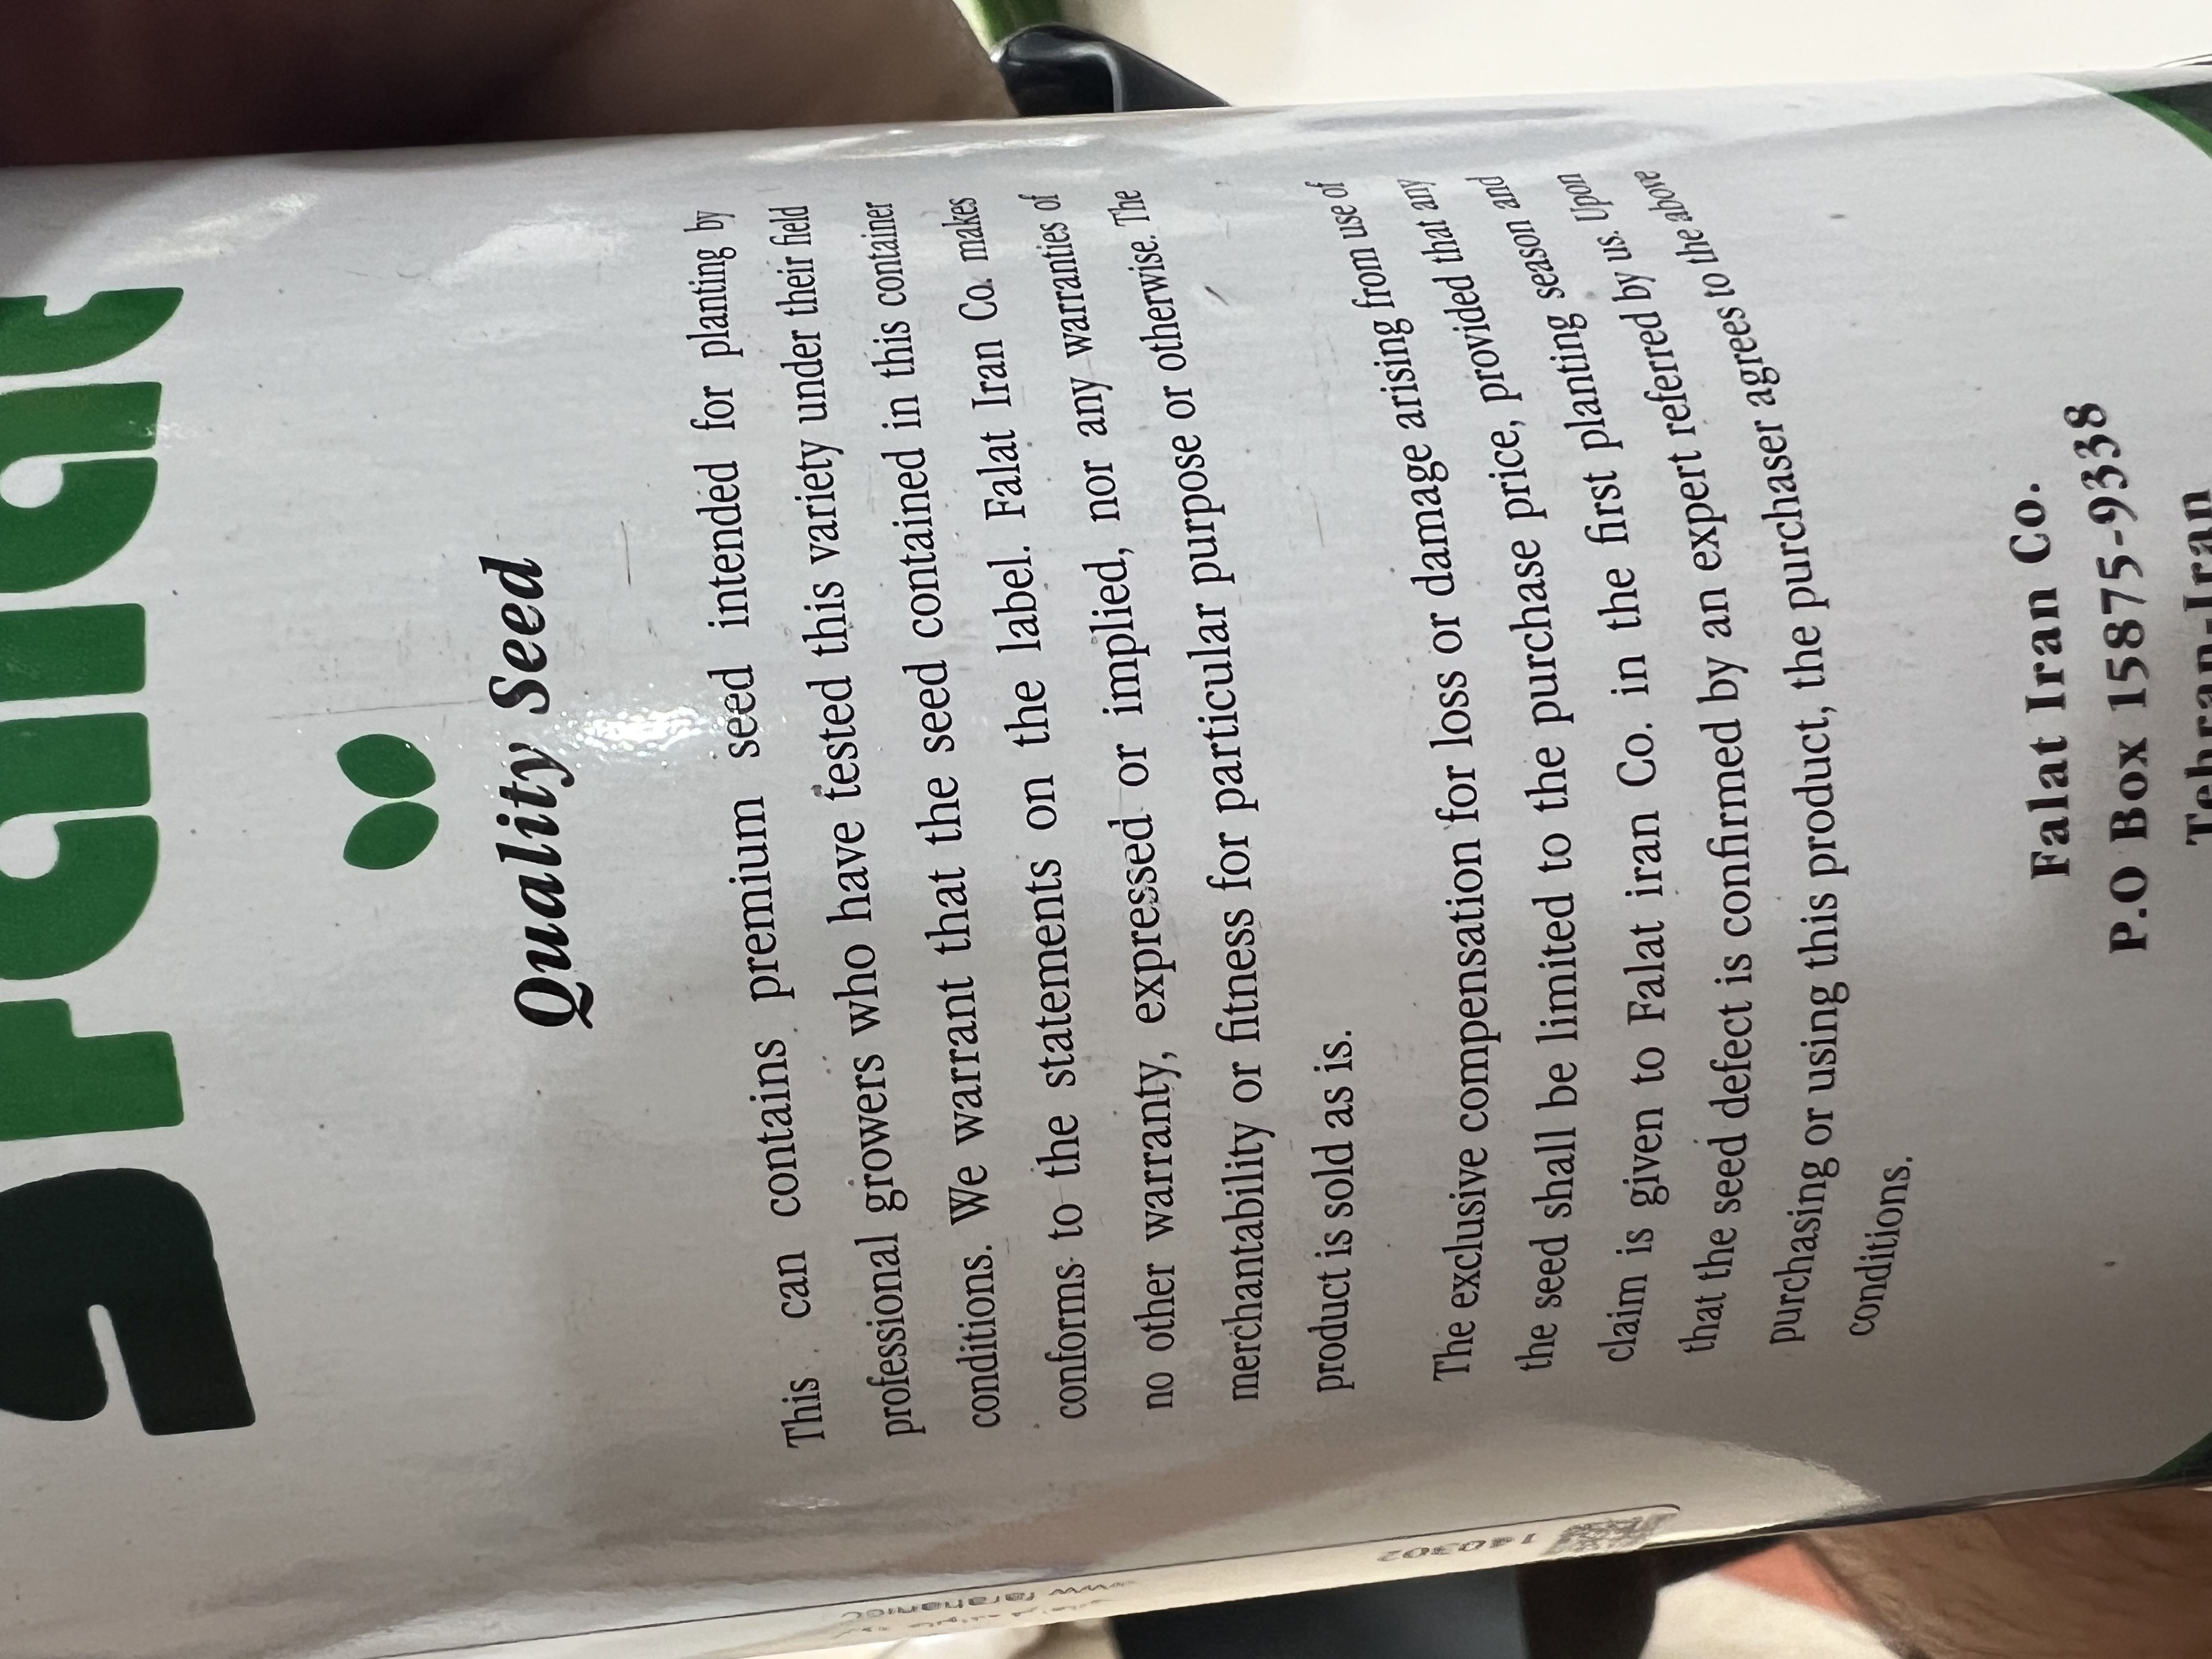 Falat
Quality Seed
This can contains premium seed intended for planting by
professional growers who have tested this variety under their field
conditions. We warrant that the seed contained in this container
conforms to the statements on the label. Falat Iran Co. makes
no other warranty, expressed or implied, nor any warranties of
merchantability or fitness for particular purpose or otherwise. The
product is sold as is.
The exclusive compensation for loss or damage arising from use of
the seed shall be limited to the purchase price, provided that any
claim is given to Falat iran Co. in the first planting season and
that the seed defect is confirmed by an expert referred by us. Upon
purchasing or using this product, the purchaser agrees to the above
conditions.
Falat Iran Co.
P.O Box 15875-9338
Tehran-Iran
140302